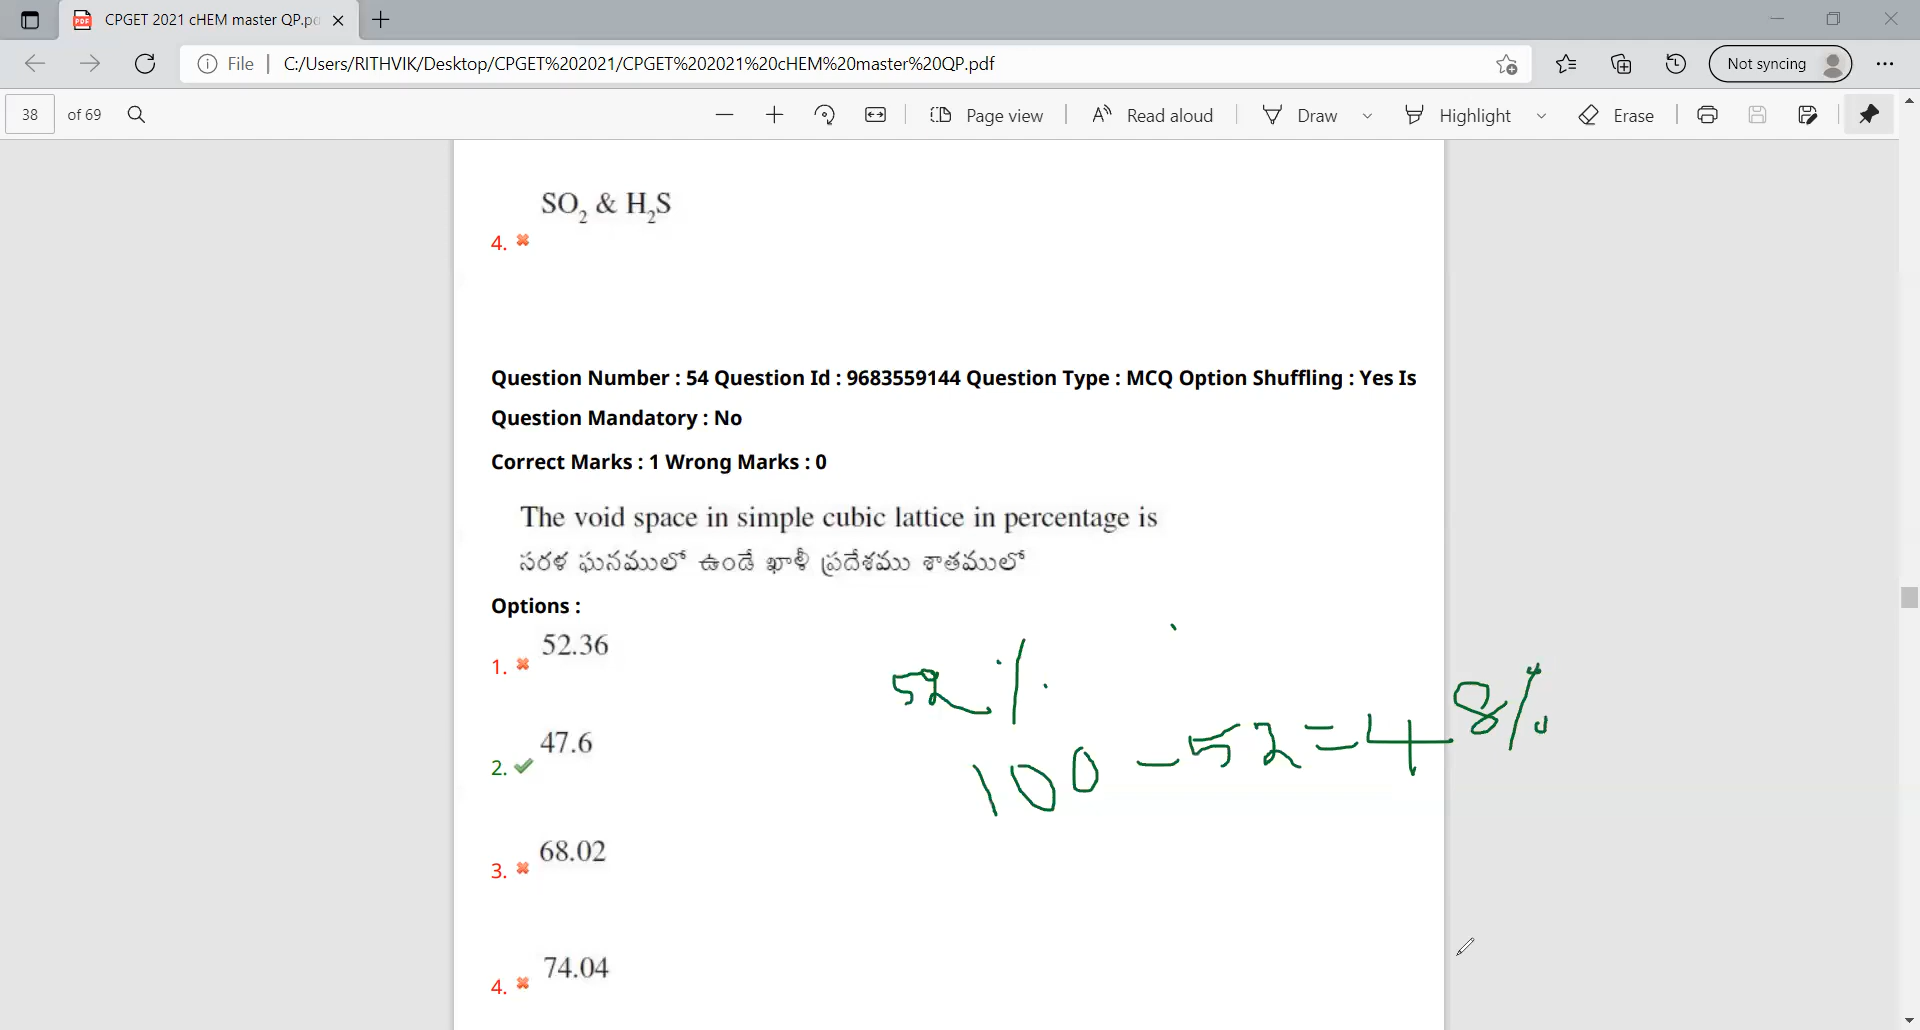 CPGET 2021 cHEM master QP.pd
File
C:/Users/RITHVIK/Desktop/CPGET%202021/CPGET%202021%20cHEM%20master%20QP.pdf
Not syncing
38 of 69
Page view
Read aloud
Draw
Highlight
Erase
SO₂ & H₂S
4.
Question Number : 54 Question Id : 9683559144 Question Type : MCQ Option Shuffling : Yes Is
Question Mandatory : No
Correct Marks : 1 Wrong Marks : 0
The void space in simple cubic lattice in percentage is
సరళ ఘనములో ఉండే ఖాళీ ప్రదేశము శాతములో
Options :
52.36
1.
52 %
100 - 52 = 48%
47.6
2.
68.02
3.
74.04
4.